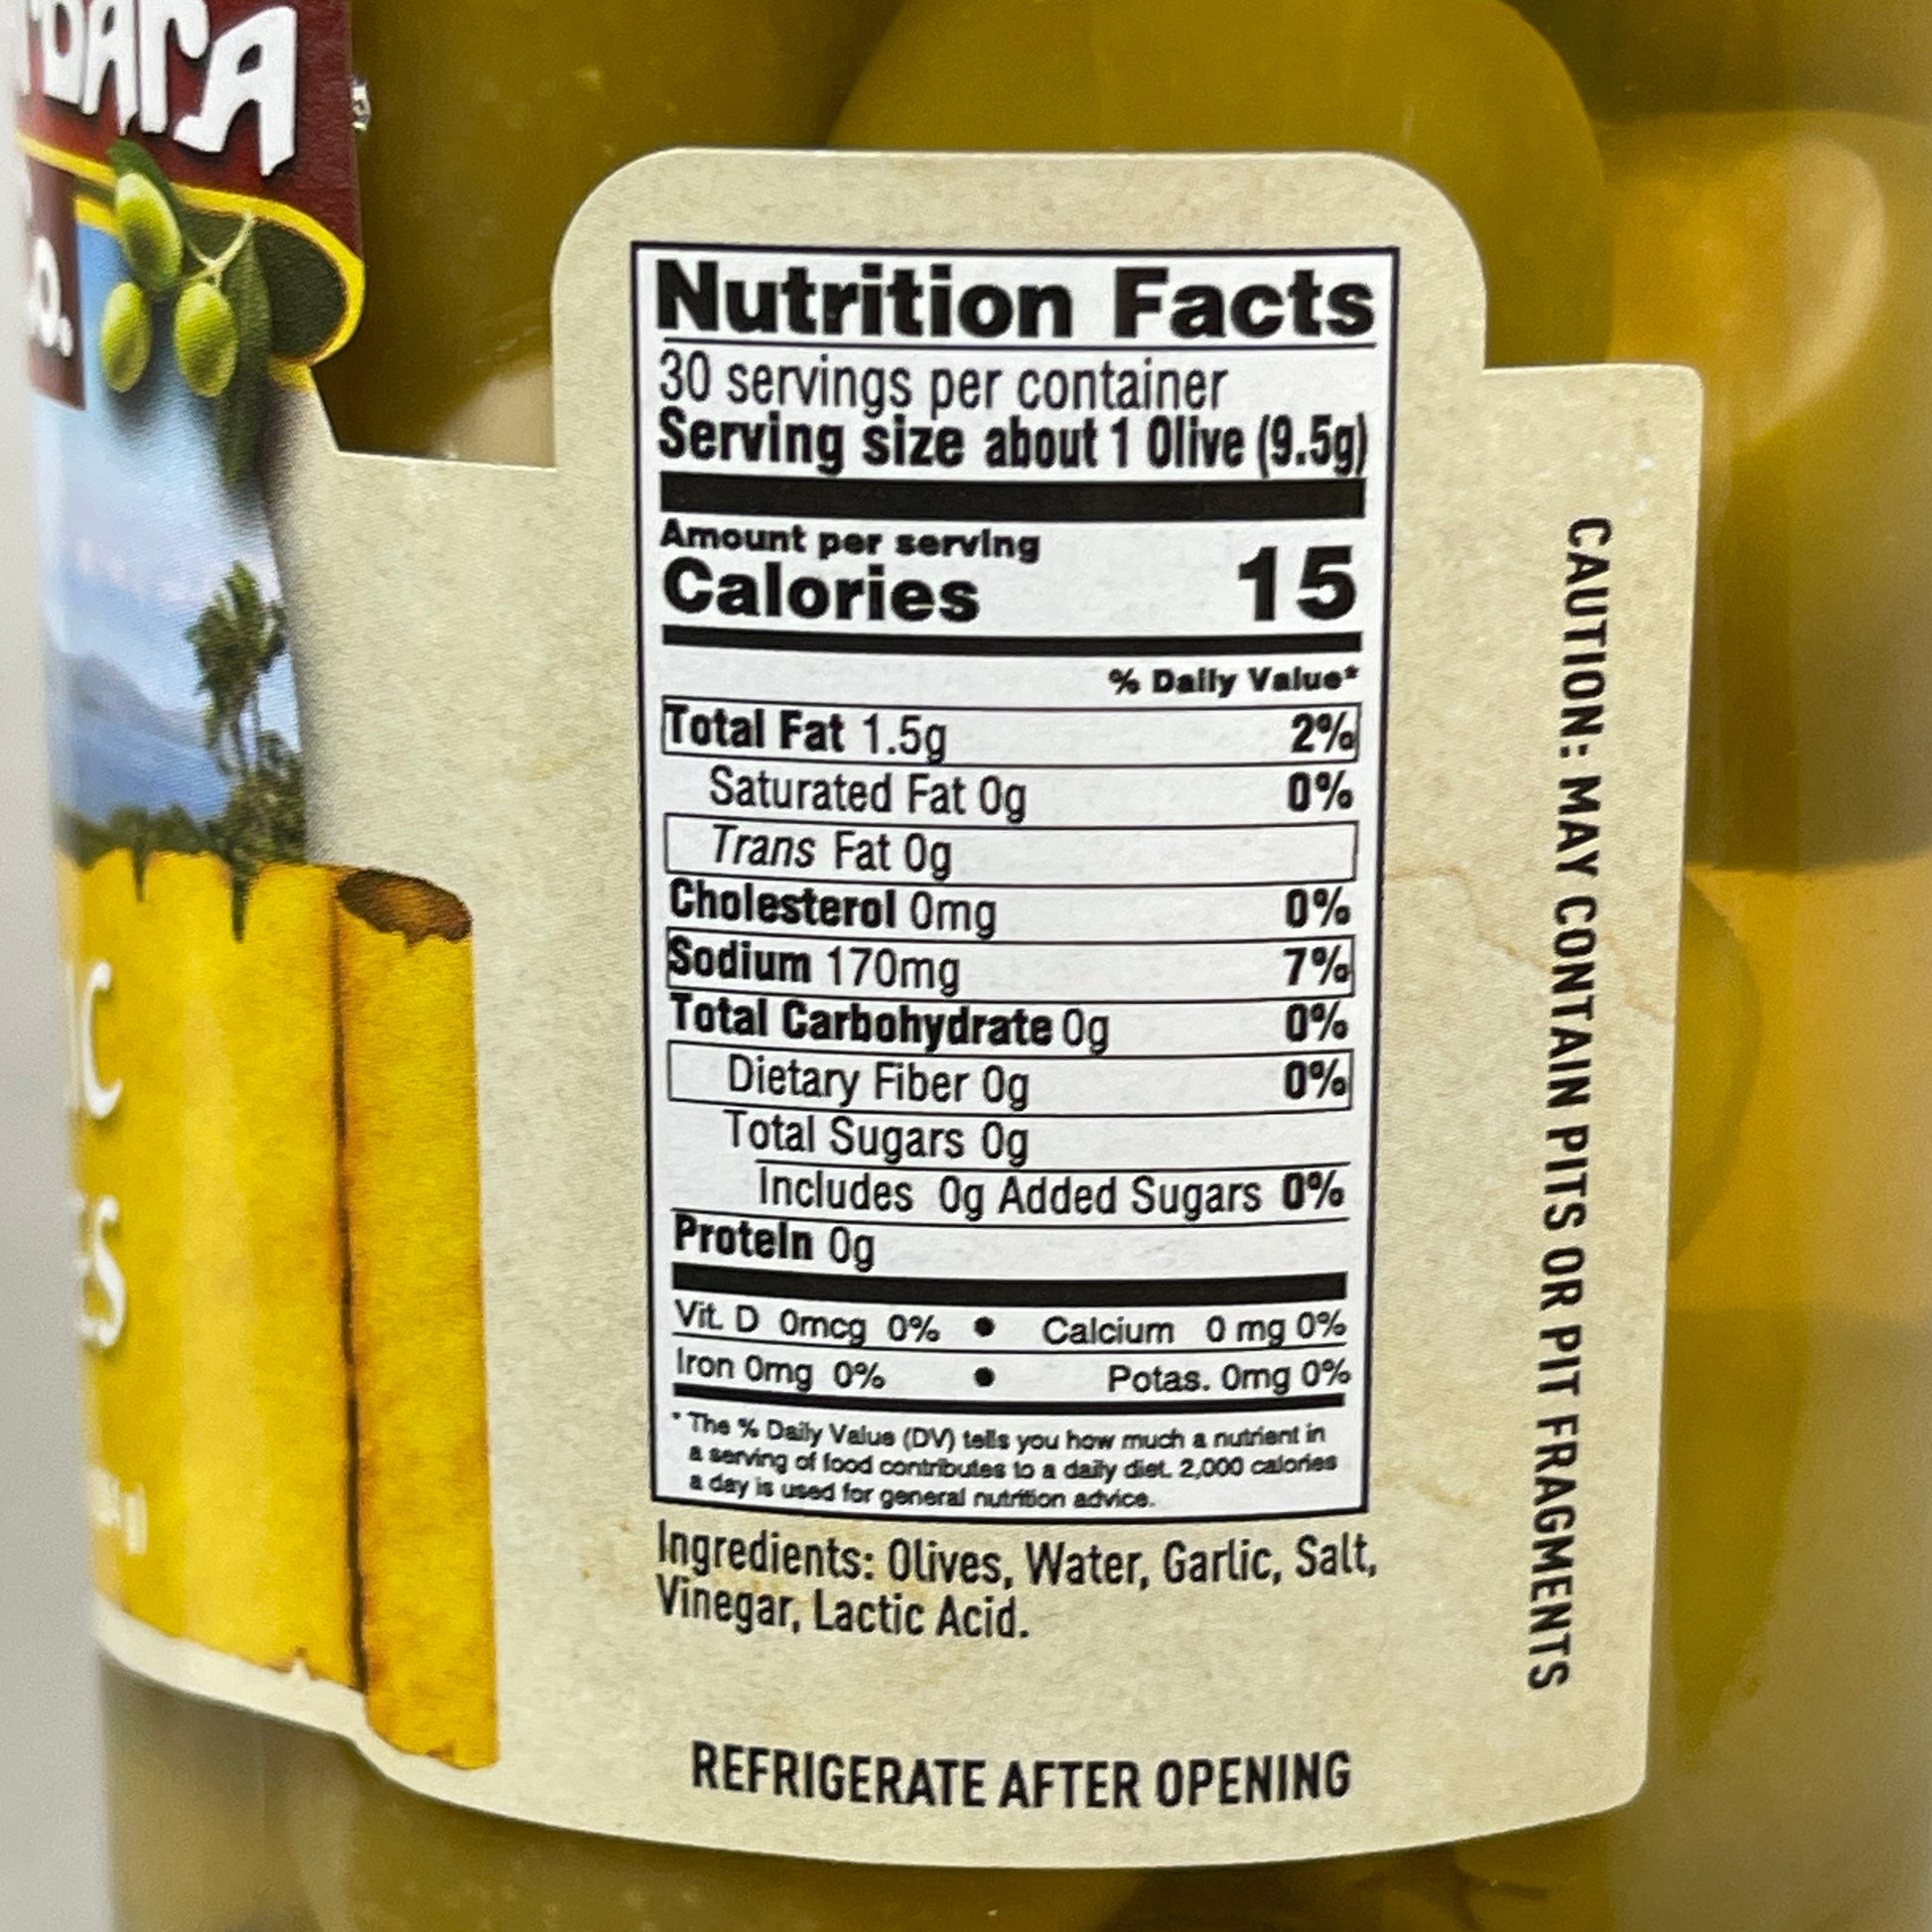 Nutrition Facts
30 servings per container
Serving size about 1 Olive (9.5g)
Amount per serving
Calories 15
% Daily Value*
Total Fat 1.5g 2%
Saturated Fat 0g 0%
Trans Fat 0g
Cholesterol 0mg 0%
Sodium 170mg 7%
Total Carbohydrate 0g 0%
Dietary Fiber 0g 0%
Total Sugars 0g
Includes 0g Added Sugars 0%
Protein 0g
Vit. D 0mcg 0% • Calcium 0 mg 0%
Iron 0mg 0% • Potas. 0mg 0%
* The % Daily Value (DV) tells you how much a nutrient in
a serving of food contributes to a daily diet. 2,000 calories
a day is used for general nutrition advice.
Ingredients: Olives, Water, Garlic, Salt,
Vinegar, Lactic Acid.
REFRIGERATE AFTER OPENING
CAUTION: MAY CONTAIN PITS OR PIT FRAGMENTS